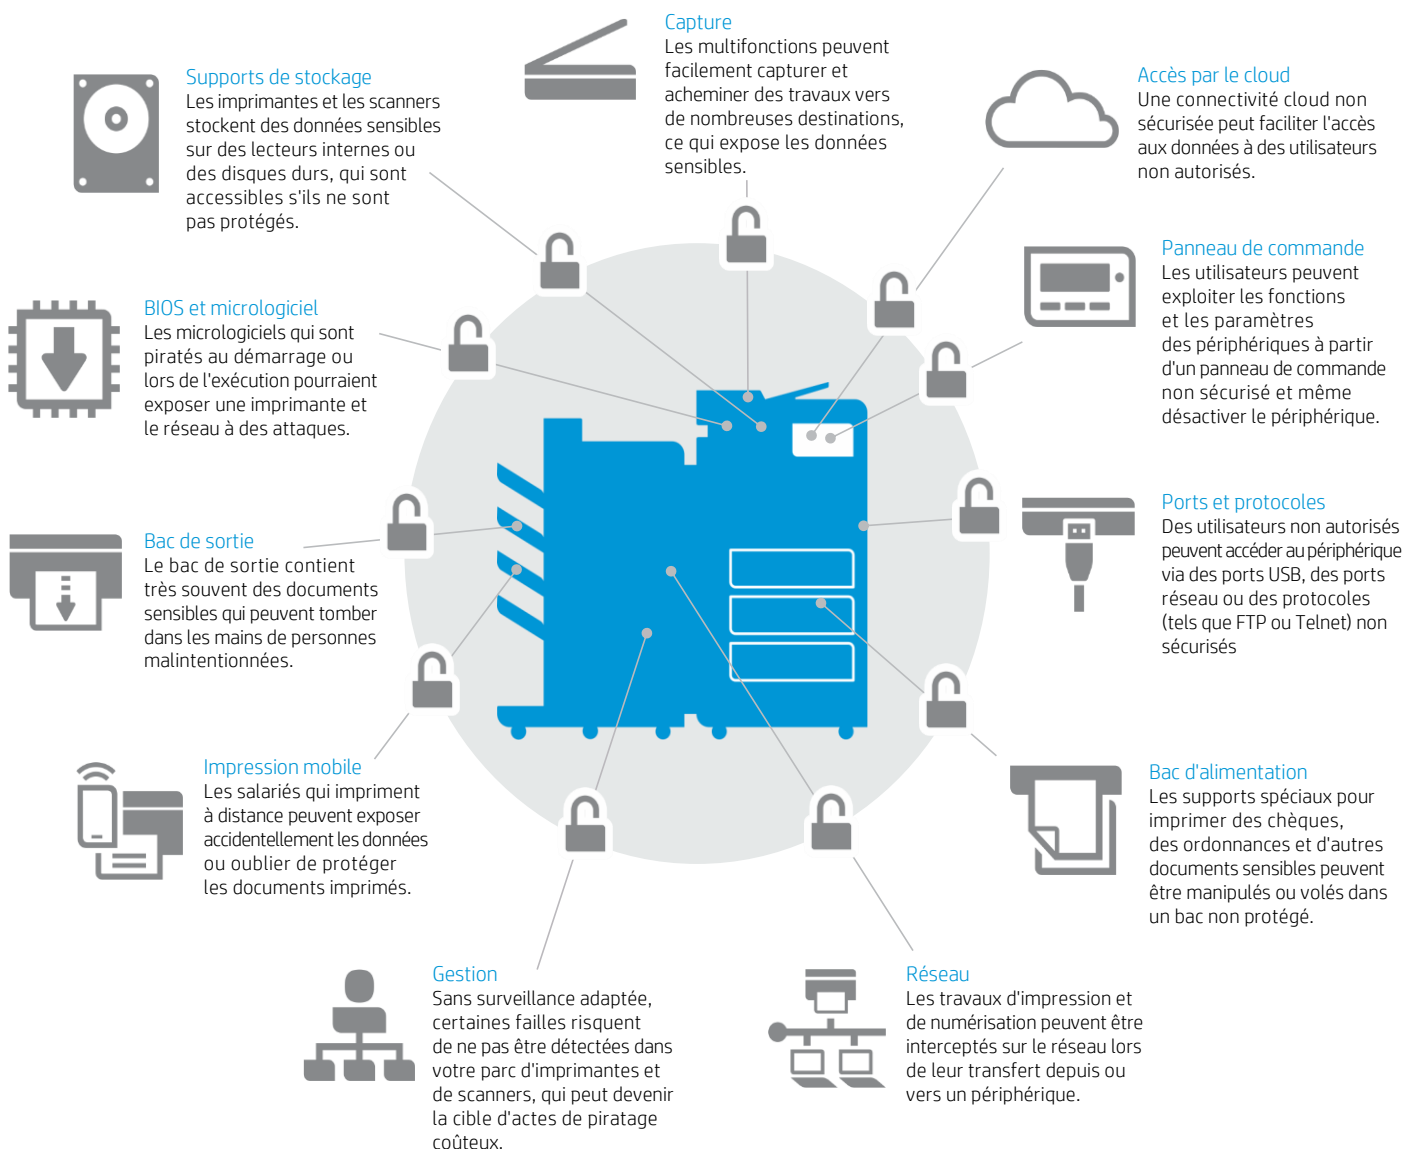 Capture
Les multifonctions peuvent
facilement capturer et
acheminer des travaux vers
de nombreuses destinations,
ce qui expose les données
sensibles.
Supports de stockage
Les imprimantes et les scanners
stockent des données sensibles
sur des lecteurs internes ou
des disques durs, qui sont
accessibles s'ils ne sont
pas protégés.
Accès par le cloud
Une connectivité cloud non
sécurisée peut faciliter l'accès
aux données à des utilisateurs
non autorisés.
Panneau de commande
Les utilisateurs peuvent
exploiter les fonctions
et les paramètres
des périphériques à partir
d'un panneau de commande
non sécurisé et même
désactiver le périphérique.
BIOS et micrologiciel
Les micrologiciels qui sont
piratés au démarrage ou
lors de l'exécution pourraient
exposer une imprimante et
le réseau à des attaques.
Ports et protocoles
Des utilisateurs non autorisés
peuvent accéder au périphérique
via des ports USB, des ports
réseau ou des protocoles
(tels que FTP ou Telnet) non
sécurisés
Bac de sortie
Le bac de sortie contient
très souvent des documents
sensibles qui peuvent tomber
dans les mains de personnes
malintentionnées.
Impression mobile
Les salariés qui impriment
à distance peuvent exposer
accidentellement les données
ou oublier de protéger
les documents imprimés.
Bac d'alimentation
Les supports spéciaux pour
imprimer des chèques,
des ordonnances et d'autres
documents sensibles peuvent
être manipulés ou volés dans
un bac non protégé.
Gestion
Sans surveillance adaptée,
certaines failles risquent
de ne pas être détectées dans
votre parc d'imprimantes et
de scanners, qui peut devenir
la cible d'actes de piratage
coûteux.
Réseau
Les travaux d'impression et
de numérisation peuvent être
interceptés sur le réseau lors
de leur transfert depuis ou
vers un périphérique.